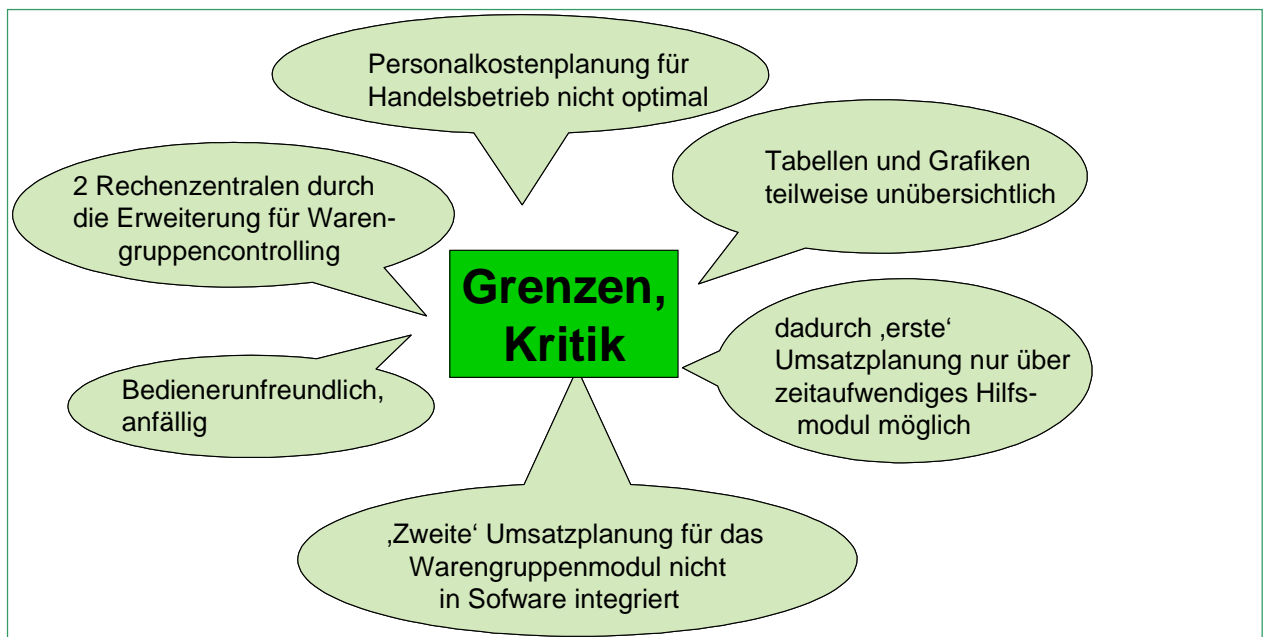 Personalkostenplanung für
Handelsbetrieb nicht optimal
2 Rechenzentralen durch
die Erweiterung für Waren-
gruppencontrolling
Tabellen und Grafiken
teilweise unübersichtlich
Grenzen,
Kritik
dadurch ‚erste‘
Umsatzplanung nur über
zeitaufwendiges Hilfs-
modul möglich
Bedienerunfreundlich,
anfällig
‚Zweite‘ Umsatzplanung für das
Warengruppenmodul nicht
in Sofware integriert